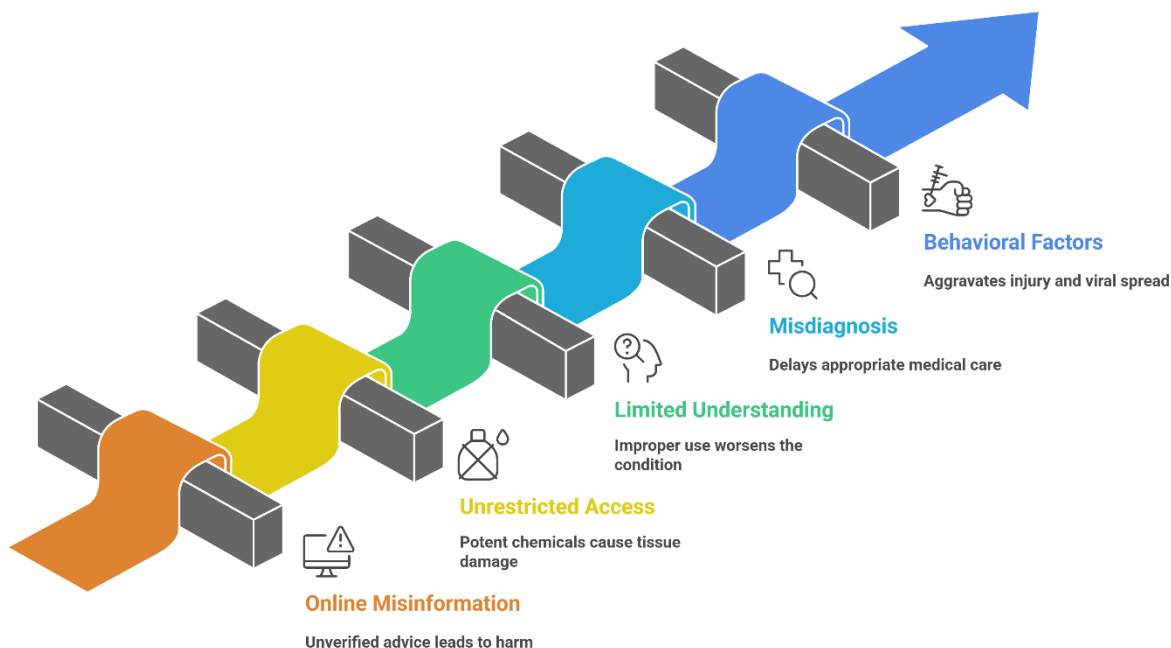 Behavioral Factors
Aggravates injury and viral spread
Misdiagnosis
Delays appropriate medical care
Limited Understanding
Improper use worsens the
condition
Unrestricted Access
Potent chemicals cause tissue
damage
Online Misinformation
Unverified advice leads to harm